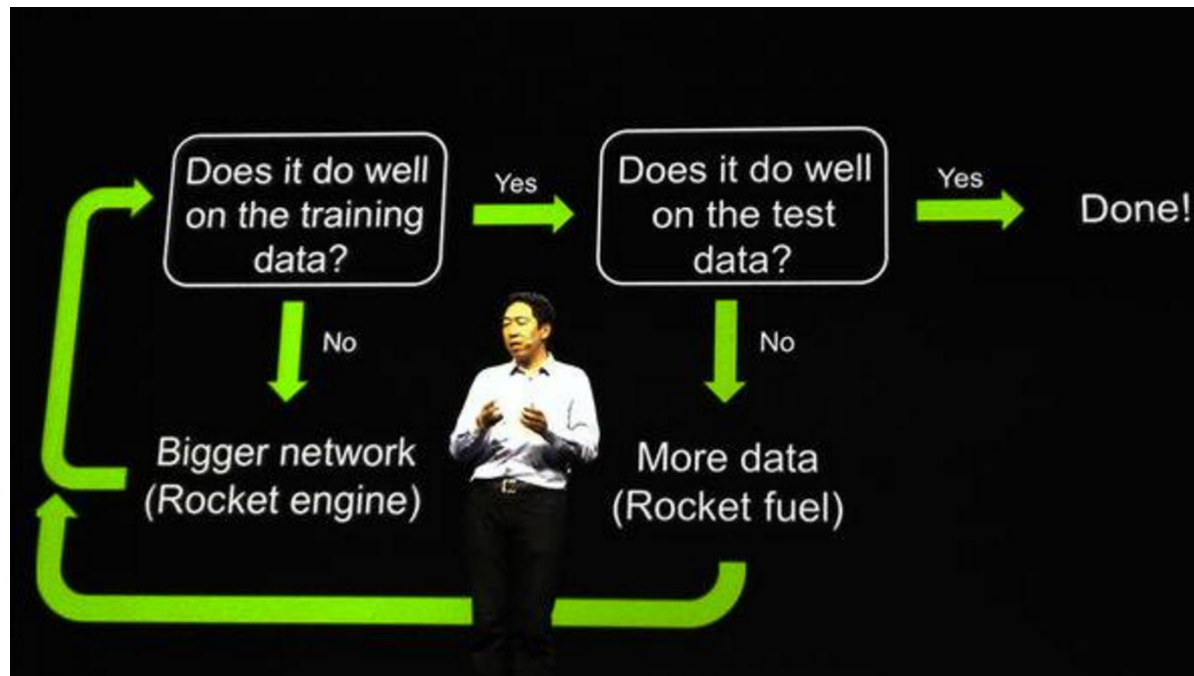 Does it do well
on the training
data?
Yes
Does it do well
on the test
data?
Yes
Done!
No
No
Bigger network
(Rocket engine)
More data
(Rocket fuel)